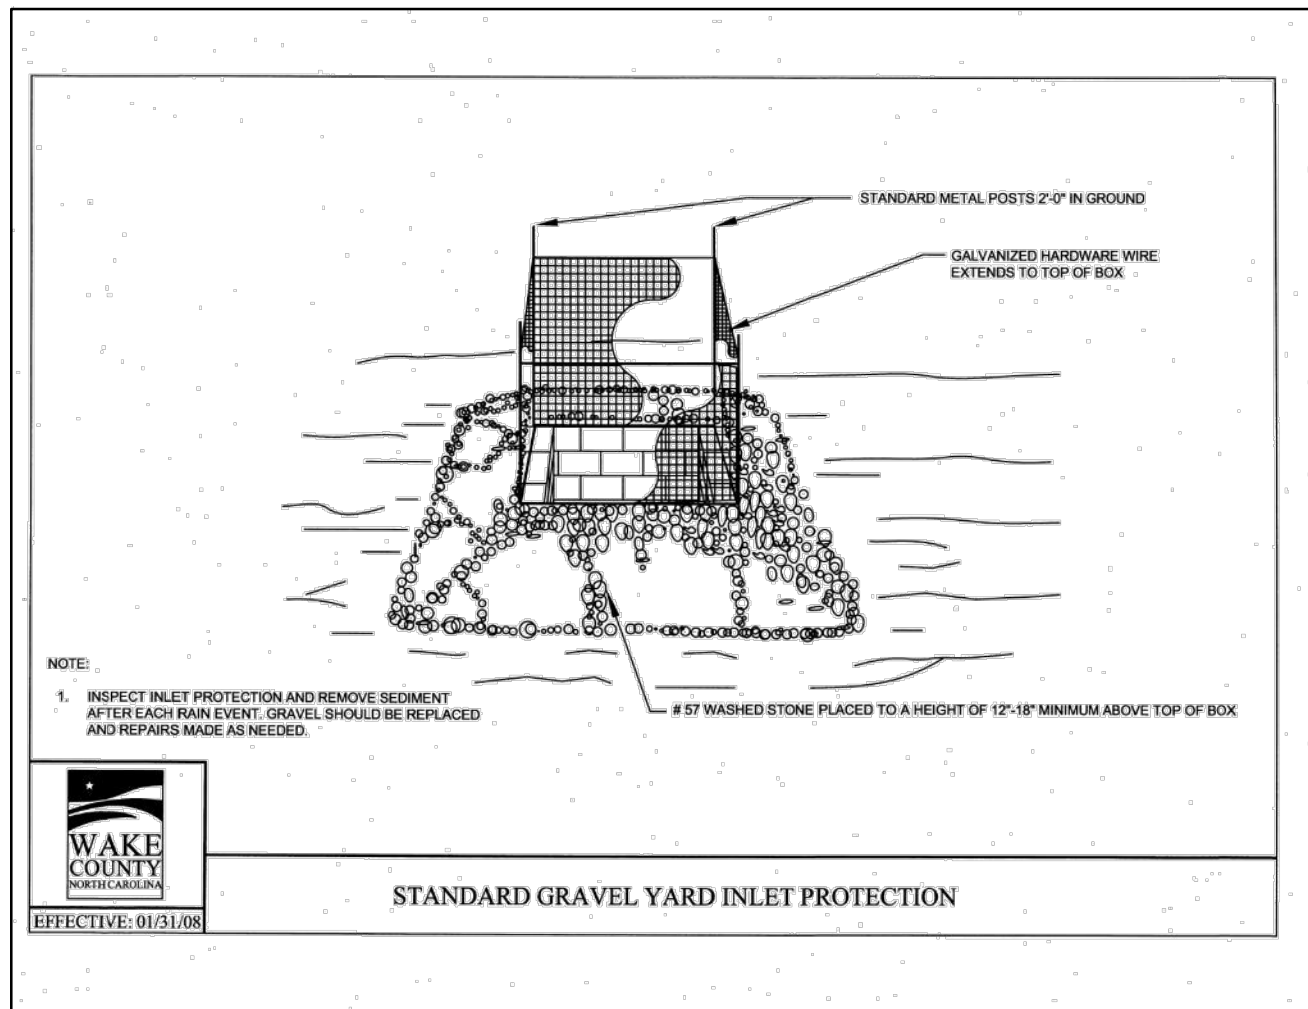 STANDARD METAL POSTS 2'-0" IN GROUND
GALVANIZED HARDWARE WIRE
EXTENDS TO TOP OF BOX
NOTE:
1. INSPECT INLET PROTECTION AND REMOVE SEDIMENT
AFTER EACH RAIN EVENT. GRAVEL SHOULD BE REPLACED
AND REPAIRS MADE AS NEEDED.
# 57 WASHED STONE PLACED TO A HEIGHT OF 12"-18" MINIMUM ABOVE TOP OF BOX
WAKE
COUNTY
NORTH CAROLINA
EFFECTIVE: 01/31/08
STANDARD GRAVEL YARD INLET PROTECTION